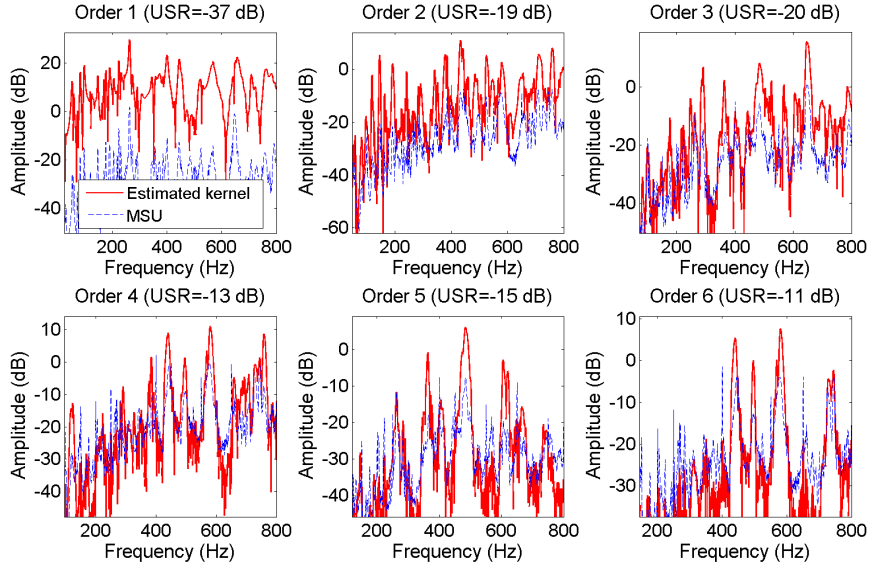 Order 1 (USR=-37 dB)
Order 2 (USR=-19 dB)
Order 3 (USR=-20 dB)
Amplitude (dB)
20
0
-20
-40
Estimated kernel
MSU
200 400 600 800
Frequency (Hz)
Amplitude (dB)
0
-20
-40
-60
200 400 600 800
Frequency (Hz)
Amplitude (dB)
0
-20
-40
200 400 600 800
Frequency (Hz)
Order 4 (USR=-13 dB)
Order 5 (USR=-15 dB)
Order 6 (USR=-11 dB)
Amplitude (dB)
10
0
-10
-20
-30
-40
200 400 600 800
Frequency (Hz)
Amplitude (dB)
0
-10
-20
-30
-40
200 400 600 800
Frequency (Hz)
Amplitude (dB)
0
-10
-20
-30
200 400 600 800
Frequency (Hz)